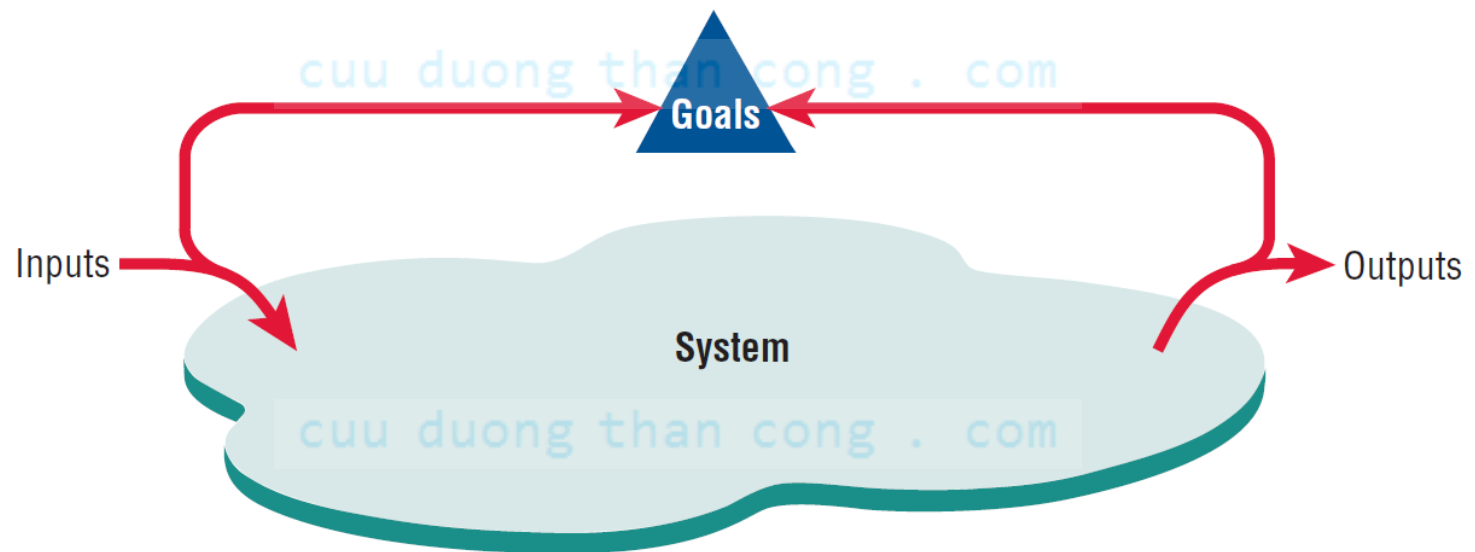 cuu duong than cong . com
Goals
Inputs
Outputs
System
cuu duong than cong . com